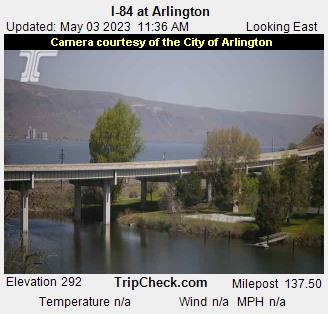 I-84 at Arlington
Updated: May 03 2023 11:36 AM Looking East
Camera courtesy of the City of Arlington
Elevation 292 TripCheck.com Milepost 137.50
Temperature n/a Wind n/a MPH n/a